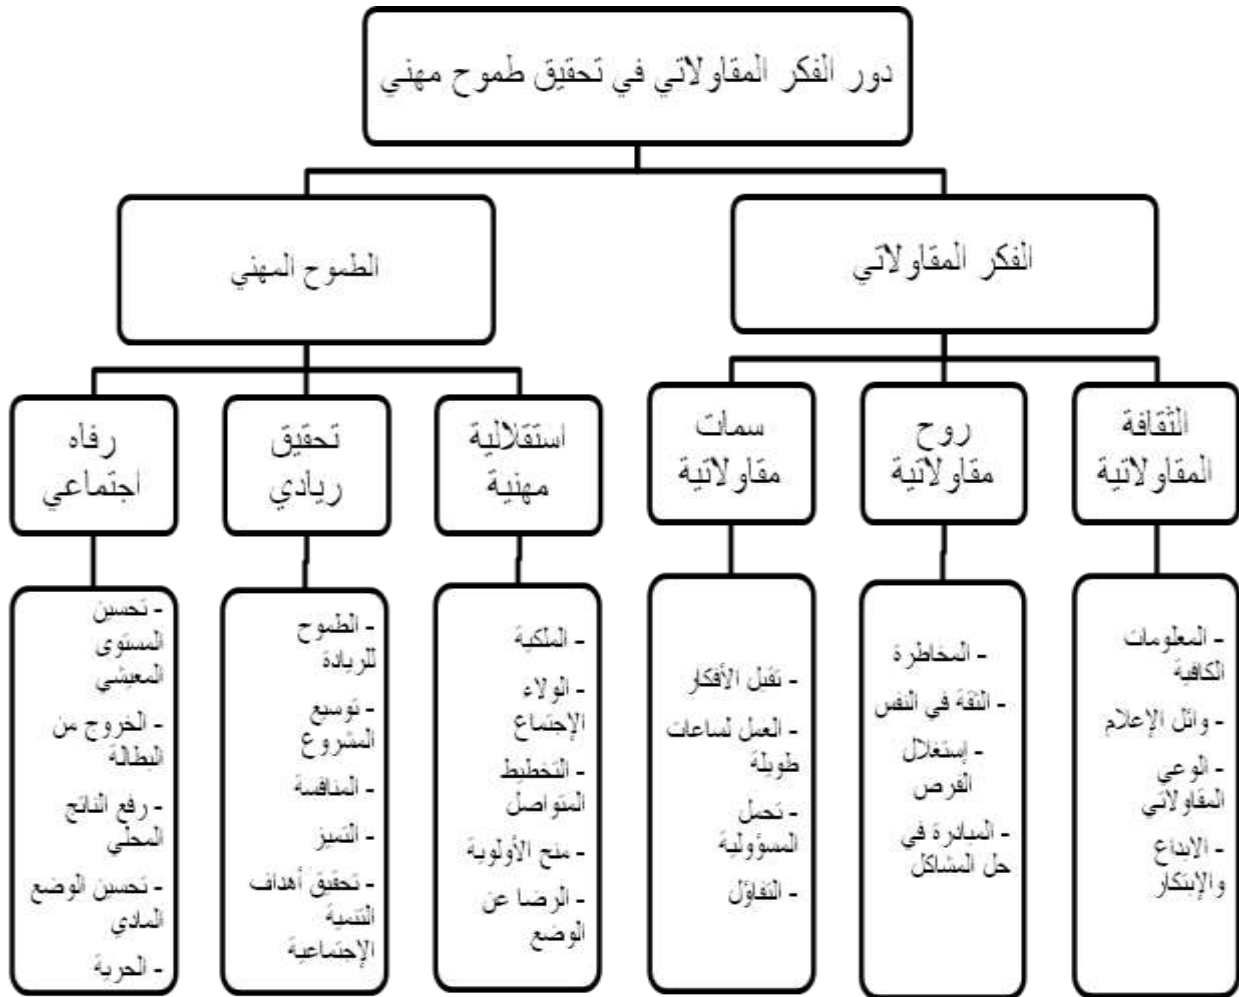 دور الفكر المقاولاتي في تحقيق طموح مهني
الفكر المقاولاتي
الطموح المهني
الثقافة
المقاولاتية
روح
مقاولاتية
سمات
مقاولاتية
استقلالية
مهنية
تحقيق
ريادي
رفاه
اجتماعي
- المعلومات
الكافية
- وائل الإعلام
- الوعي
المقاولاتي
- الابداع
والإبتكار
- المخاطرة
- الثقة في النفس
- إستغلال
الفرص
- المبادرة في
حل المشاكل
- تقبل الأفكار
- العمل لساعات
طويلة
- تحمل
المسؤولية
- التفاؤل
- الملكية
- الولاء
الإجتماع
- التخطيط
المتواصل
- منح الأولوية
- الرضا عن
الوضع
- الطموح
للريادة
- توسيع
المشروع
- المنافسة
- التميز
- تحقيق أهداف
التنمية
الإجتماعية
- تحسين
المستوى
المعيشي
- الخروج من
البطالة
- رفع الناتج
المحلي
- تحسين الوضع
المادي
- الحرية